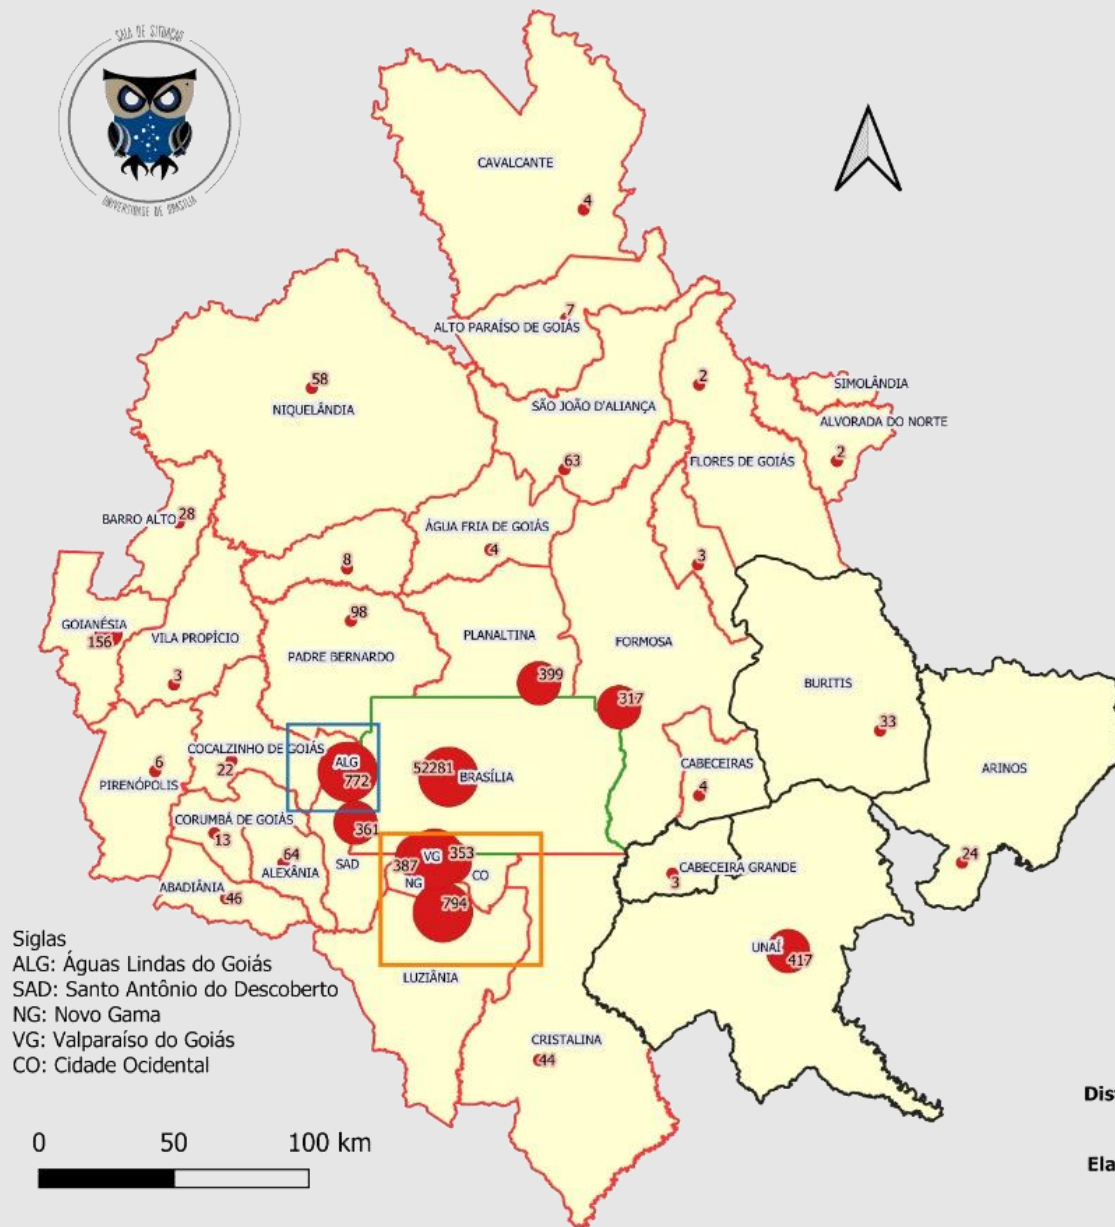 SALA DE SITUAÇÃO
UNIVERSIDADE DE BRASÍLIA
CAVALCANTE
4
7
ALTO PARAÍSO DE GOIÁS
58
NIQUELÂNDIA
2
SIMOLÂNDIA
SÃO JOÃO D'ALIANÇA
ALVORADA DO NORTE
2
63
FLORES DE GOIÁS
28
BARRO ALTO
ÁGUA FRIA DE GOIÁS
4
8
3
98
GOIANÉSIA
156
VILA PROPÍCIO
PLANALTINA
FORMOSA
PADRE BERNARDO
3
399
BURITIS
317
33
COCALZINHO DE GOIÁS
22
ALG
772
52281
BRASÍLIA
CABECEIRAS
4
ARINOS
6
PIRENÓPOLIS
CORUMBÁ DE GOIÁS
13
361
64
ALEXÂNIA
SAD
387
VG
353
NG
CO
CABECEIRA GRANDE
3
24
ABADIÂNIA
46
794
UNAÍ
417
LUZIÂNIA
CRISTALINA
44
Siglas
ALG: Águas Lindas do Goiás
SAD: Santo Antônio do Descoberto
NG: Novo Gama
VG: Valparaíso do Goiás
CO: Cidade Ocidental
0 50 100 km
Dis
Ela